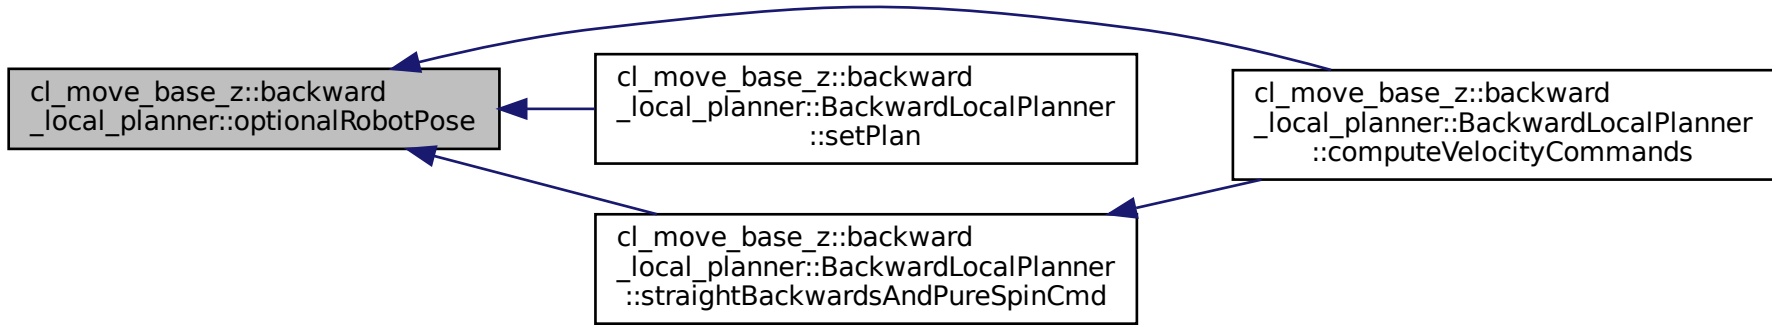 cl_move_base_z::backward
_local_planner::optionalRobotPose
cl_move_base_z::backward
_local_planner::BackwardLocalPlanner
::setPlan
cl_move_base_z::backward
_local_planner::BackwardLocalPlanner
::straightBackwardsAndPureSpinCmd
cl_move_base_z::backward
_local_planner::BackwardLocalPlanner
::computeVelocityCommands